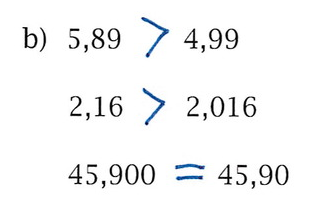 b) 5,89 > 4,99
2,16 > 2,016
45,900 = 45,90